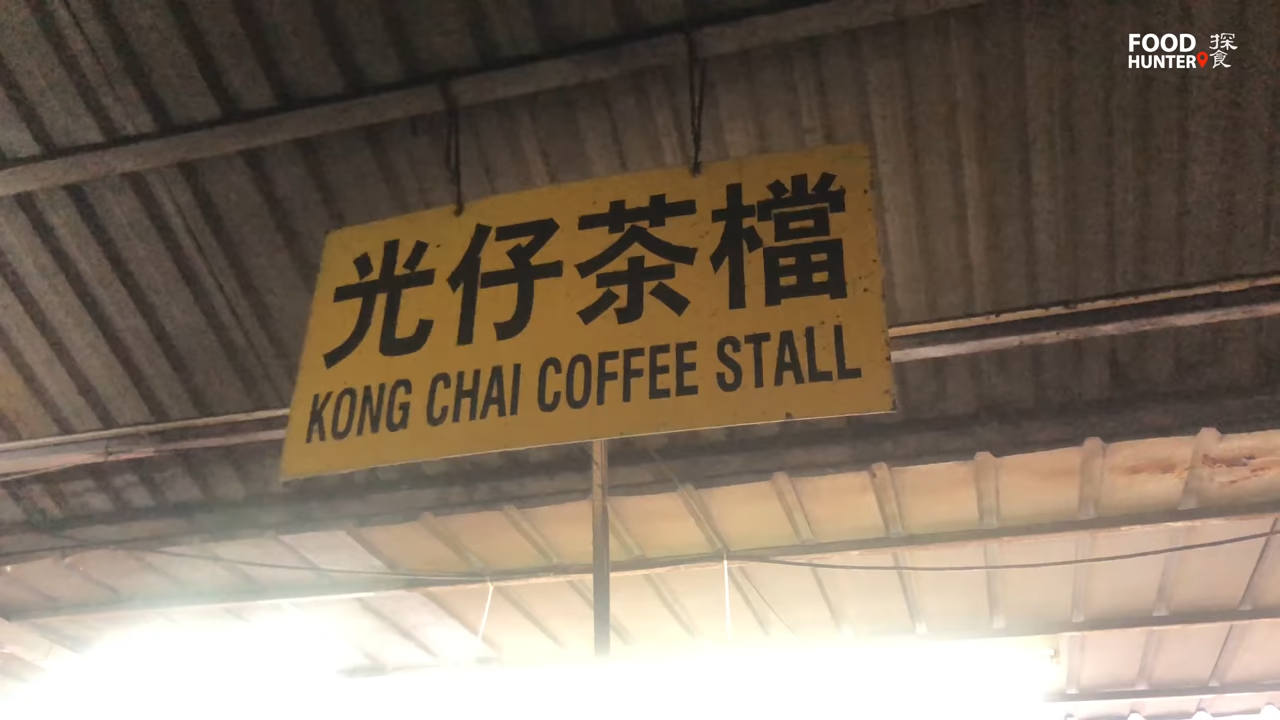 FOOD 探
HUNTER 食
光仔茶檔
KONG CHAI COFFEE STALL